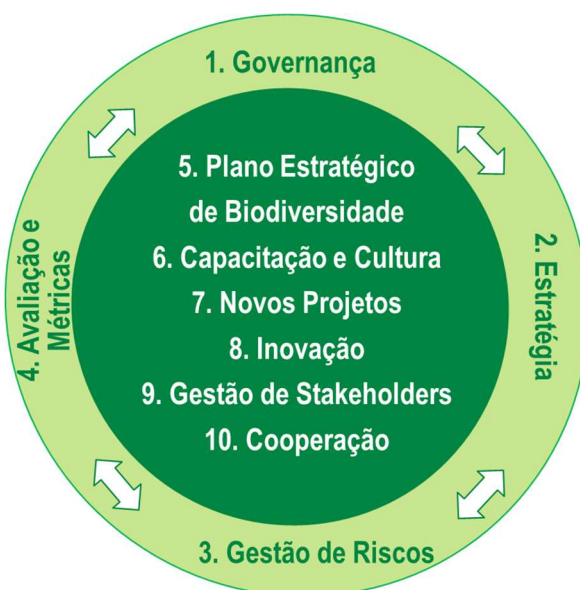 1. Governança
2. Estratégia
3. Gestão de Riscos
4. Avaliação e
Métricas
5. Plano Estratégico
de Biodiversidade
6. Capacitação e Cultura
7. Novos Projetos
8. Inovação
9. Gestão de Stakeholders
10. Cooperação